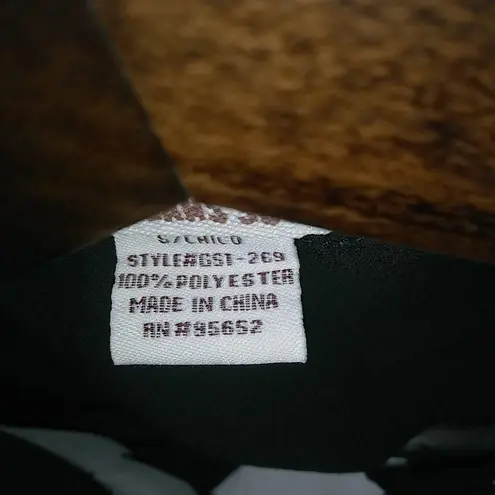 S/CHICO
STYLE#GST-269
100% POLYESTER
MADE IN CHINA
RN #95652